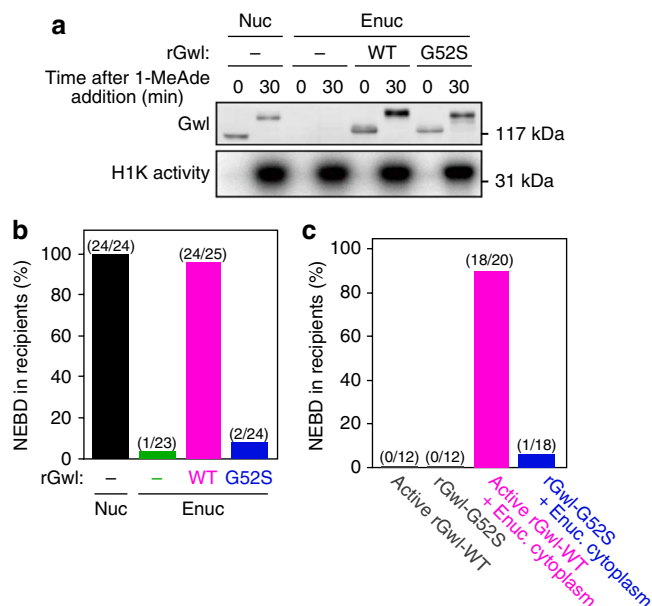 a
Nuc Enuc
rGwl: – – WT G52S
Time after 1-MeAde addition (min) 0 30 0 30 0 30 0 30
Gwl 117 kDa
H1K activity 31 kDa
b
NEBD in recipients (%)
100
80
60
40
20
0
(24/24) (1/23) (24/25) (2/24)
rGwl: – – WT G52S
Nuc Enuc
c
NEBD in recipients (%)
100
80
60
40
20
0
(0/12) (0/12) (18/20) (1/18)
Active rGwl-WT
rGwl-G52S
Active rGwl-WT
+ Enuc. cytoplasm
rGwl-G52S
+ Enuc. cytoplasm